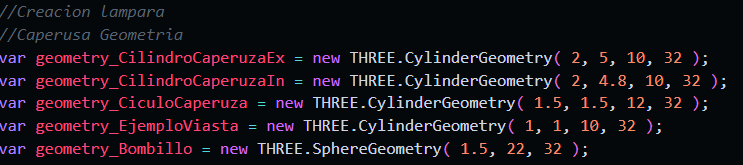 //Creacion lampara
//Caperusa Geometria
var geometry_CilindroCaperuzaEx = new THREE.CylinderGeometry( 2, 5, 10, 32 );
var geometry_CilindroCaperuzaIn = new THREE.CylinderGeometry( 2, 4.8, 10, 32 );
var geometry_CiculoCaperuza = new THREE.CylinderGeometry( 1.5, 1.5, 12, 32 );
var geometry_EjemploViasta = new THREE.CylinderGeometry( 1, 1, 10, 32 );
var geometry_Bombillo = new THREE.SphereGeometry( 1.5, 22, 32 );